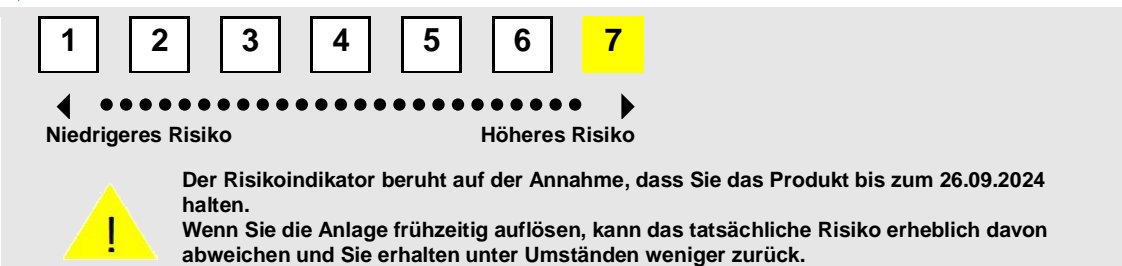 1 2 3 4 5 6 7
Niedrigeres Risiko Höheres Risiko
Der Risikoindikator beruht auf der Annahme, dass Sie das Produkt bis zum 26.09.2024
halten.
Wenn Sie die Anlage frühzeitig auflösen, kann das tatsächliche Risiko erheblich davon
abweichen und Sie erhalten unter Umständen weniger zurück.
!